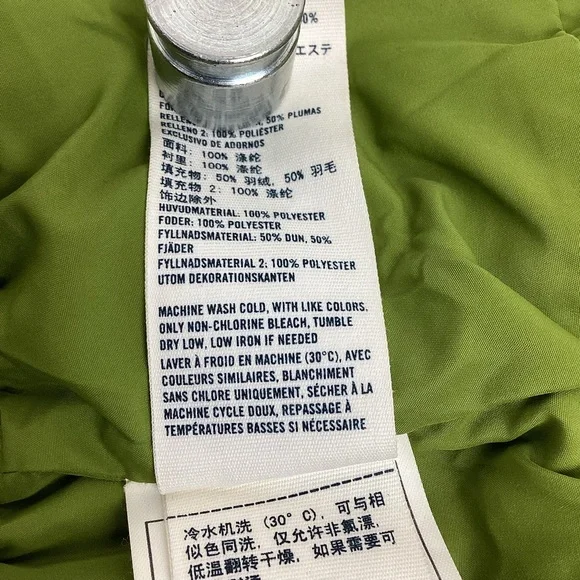 エステ
PLUMAS
RELLENO 2: 100% POLIÉSTER
EXCLUSIVO DE ADORNOS
面料: 100% 涤纶
衬里: 100% 涤纶
填充物: 50% 羽绒, 50% 羽毛
填充物 2: 100% 涤纶
饰边除外
HUVUDMATERIAL: 100% POLYESTER
FODER: 100% POLYESTER
FYLLNADSMATERIAL: 50% DUN, 50%
FJÄDER
FYLLNADSMATERIAL 2: 100% POLYESTER
UTOM DEKORATIONSKANTEN
MACHINE WASH COLD, WITH LIKE COLORS.
ONLY NON-CHLORINE BLEACH, TUMBLE
DRY LOW, LOW IRON IF NEEDED
LAVER À FROID EN MACHINE (30°C), AVEC
COULEURS SIMILAIRES, BLANCHIMENT
SANS CHLORE UNIQUEMENT, SÉCHER À LA
MACHINE CYCLE DOUX, REPASSAGE À
TEMPÉRATURES BASSES SI NÉCESSAIRE
冷水机洗 (30° C), 可与相
似色同洗, 仅允许非氯漂,
低温翻转干燥, 如果需要可